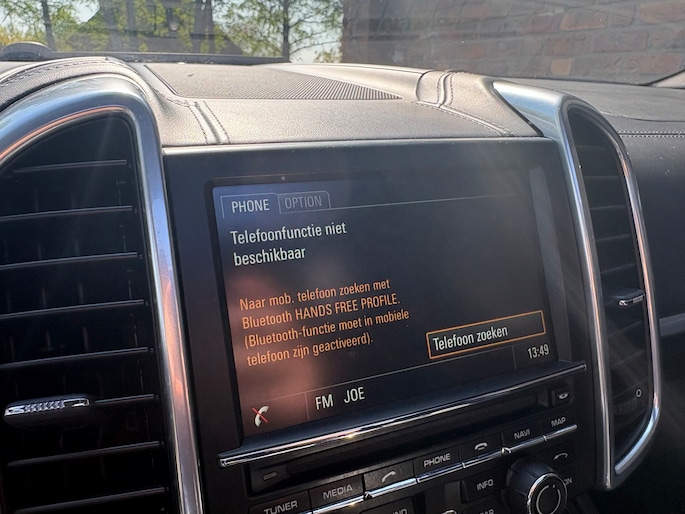 PHONE OPTION
Telefoonfunctie niet
beschikbaar
Naar mob. telefoon zoeken met
Bluetooth HANDS FREE PROFILE.
(Bluetooth-functie moet in mobiele
telefoon zijn geactiveerd).
Telefoon zoeken
13:49
FM JOE
TUNER MEDIA PHONE NAVI MAP
INFO